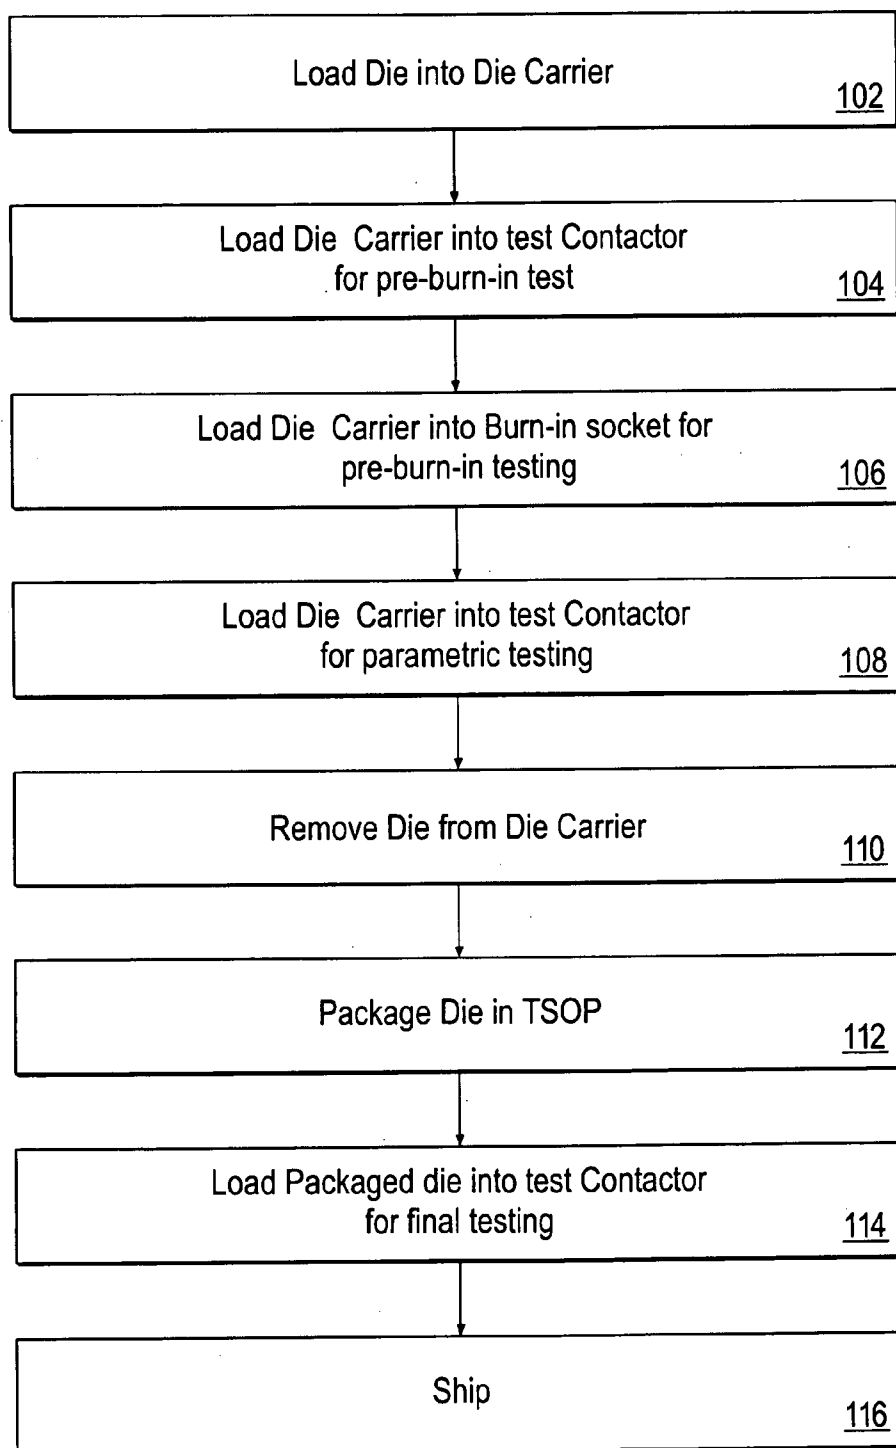 Load Die into Die Carrier
102
Load Die Carrier into test Contactor
for pre-burn-in test
104
Load Die Carrier into Burn-in socket for
pre-burn-in testing
106
Load Die Carrier into test Contactor
for parametric testing
108
Remove Die from Die Carrier
110
Package Die in TSOP
112
Load Packaged die into test Contactor
for final testing
114
Ship
116